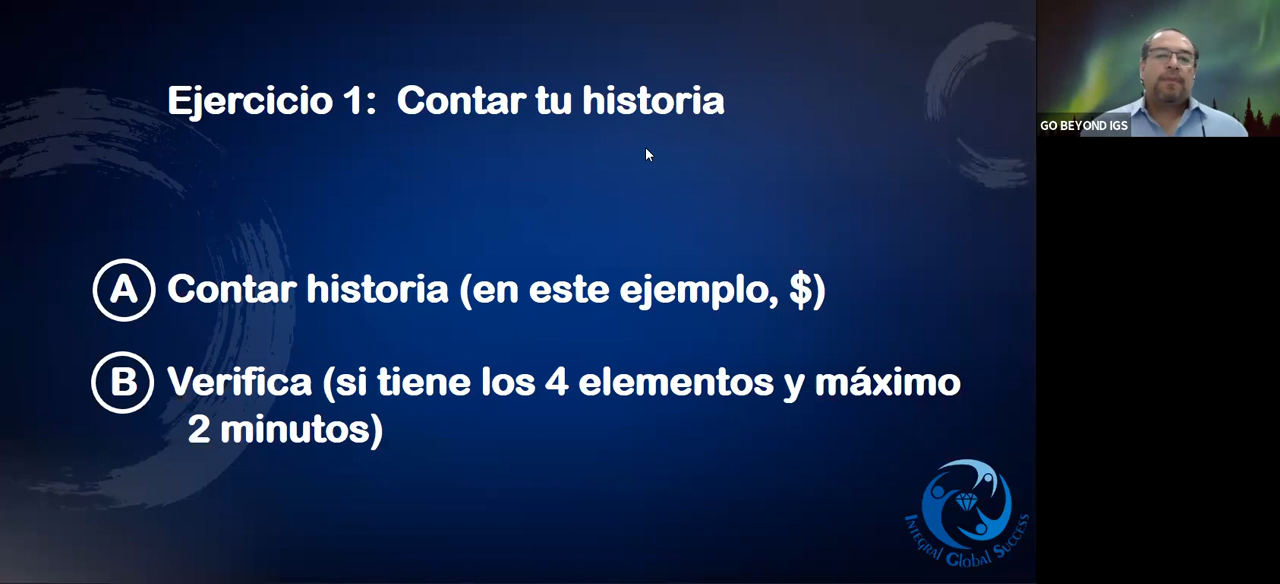 Ejercicio 1:  Contar tu historia
GO BEYOND IGS
A Contar historia (en este ejemplo, $)
B Verifica (si tiene los 4 elementos y máximo
2 minutos)
INTEGRAL GLOBAL SUCCESS